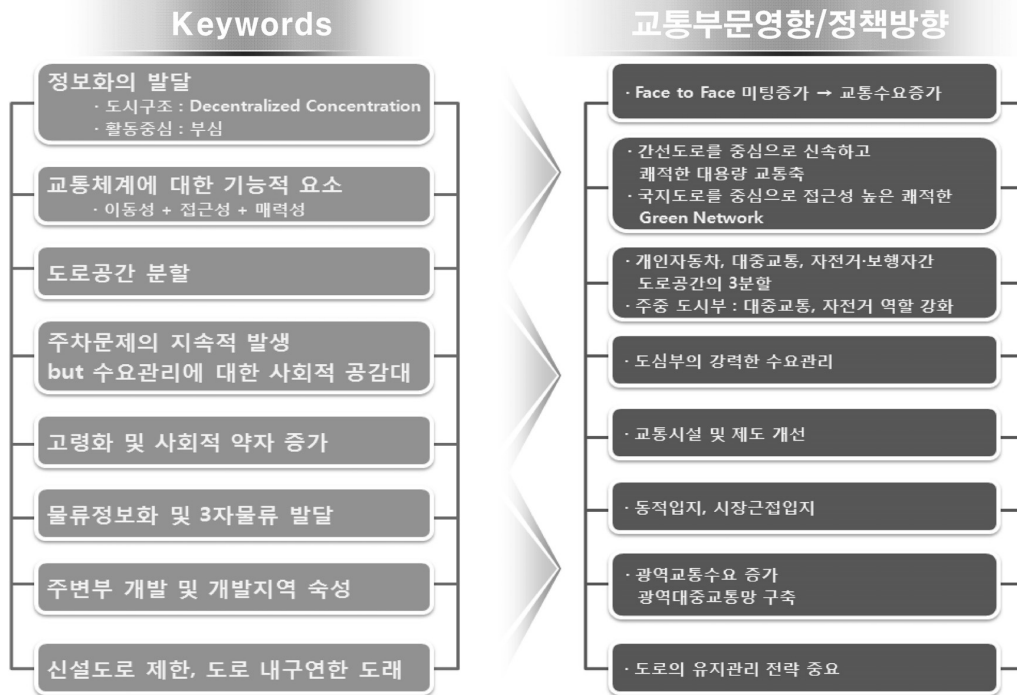 Keywords
정보화의 발달
· 도시구조 : Decentralized Concentration
· 활동중심 : 부심
교통체계에 대한 기능적 요소
· 이동성 + 접근성 + 매력성
도로공간 분할
주차문제의 지속적 발생
but 수요관리에 대한 사회적 공감대
고령화 및 사회적 약자 증가
물류정보화 및 3자물류 발달
주변부 개발 및 개발지역 숙성
신설도로 제한, 도로 내구연한 도래
교통부문영향/정책방향
· Face to Face 미팅증가 → 교통수요증가
· 간선도로를 중심으로 신속하고
쾌적한 대용량 교통축
· 국지도로를 중심으로 접근성 높은 쾌적한
Green Network
· 개인자동차, 대중교통, 자전거·보행자간
도로공간의 3분할
· 주중 도시부 : 대중교통, 자전거 역할 강화
· 도심부의 강력한 수요관리
· 교통시설 및 제도 개선
· 동적입지, 시장근접입지
· 광역교통수요 증가
광역대중교통망 구축
· 도로의 유지관리 전략 중요